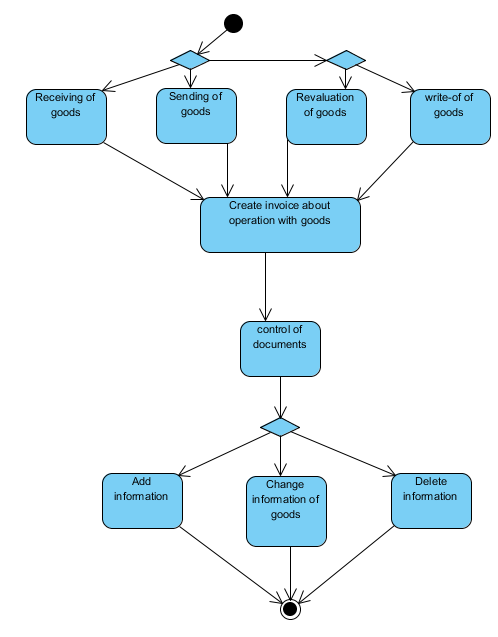 Receiving of
goods
Sending of
goods
Revaluation
of goods
write-of of
goods
Create invoice about
operation with goods
control of
documents
Add
information
Change
information of
goods
Delete
information